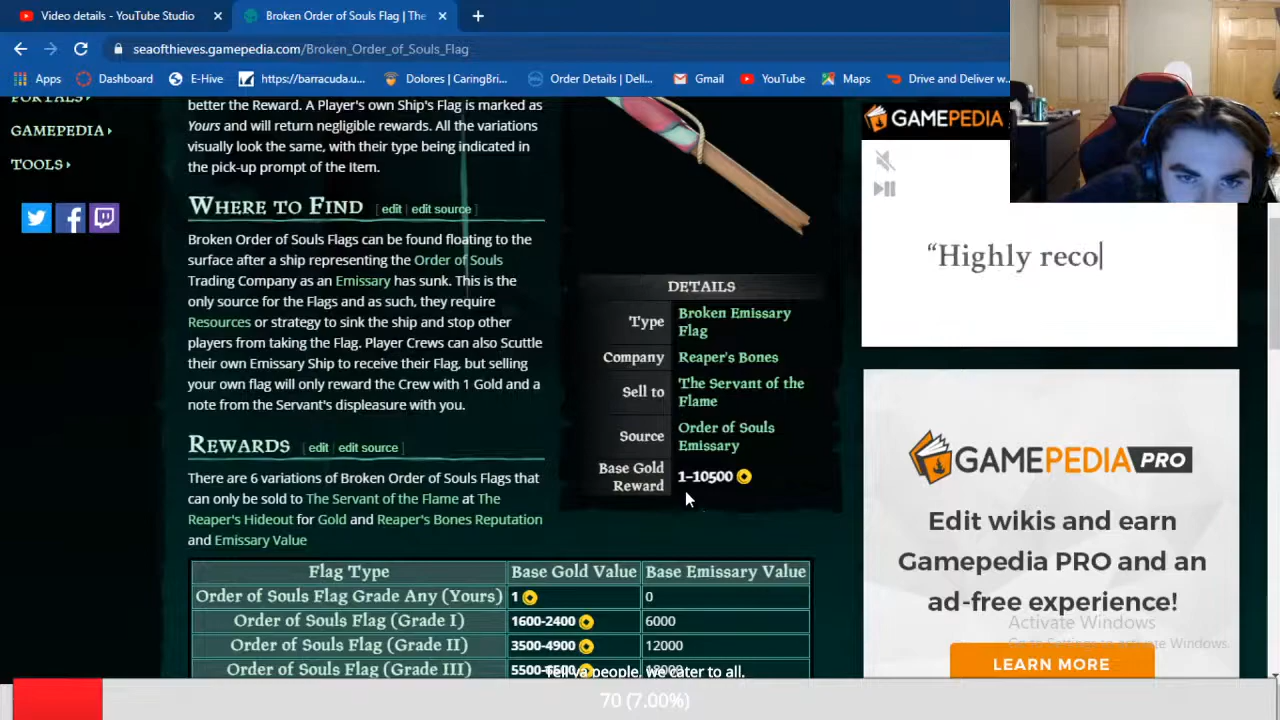 Video details - YouTube Studio
Broken Order of Souls Flag | The
seaofthieves.gamepedia.com/Broken_Order_of_Souls_Flag
Apps
Dashboard
E-Hive
https://barracuda.u...
Dolores | CaringBri...
Order Details | Dell...
Gmail
YouTube
Maps
Drive and Deliver w...
PORTALS
GAMEPEDIA
TOOLS
better the Reward. A Player's own Ship's Flag is marked as
Yours and will return negligible rewards. All the variations
visually look the same, with their type being indicated in
the pick-up prompt of the Item.
WHERE TO FIND [ edit | edit source ]
Broken Order of Souls Flags can be found floating to the
surface after a ship representing the Order of Souls
Trading Company as an Emissary has sunk. This is the
only source for the Flags and as such, they require
Resources or strategy to sink the ship and stop other
players from taking the Flag. Player Crews can also Scuttle
their own Emissary Ship to receive their Flag, but selling
your own flag will only reward the Crew with 1 Gold and a
note from the Servant's displeasure with you.
REWARDS [ edit | edit source ]
There are 6 variations of Broken Order of Souls Flags that
can only be sold to The Servant of the Flame at The
Reaper's Hideout for Gold and Reaper's Bones Reputation
and Emissary Value
DETAILS
Type Broken Emissary
Flag
Company Reaper's Bones
Sell to The Servant of the
Flame
Source Order of Souls
Emissary
Base Gold
Reward 1-10500
Flag Type Base Gold Value Base Emissary Value
Order of Souls Flag Grade Any (Yours) 1 0
Order of Souls Flag (Grade I) 1600-2400 6000
Order of Souls Flag (Grade II) 3500-4900 12000
Order of Souls Flag (Grade III) 5500-6500 18000
Tell ya people, we cater to all.
70 (7.00%)
GAMEPEDIA
“Highly reco
GAMEPEDIA PRO
Edit wikis and earn
Gamepedia PRO and an
ad-free experience!
Activate Windows
Go to Settings to activate Windows.
LEARN MORE